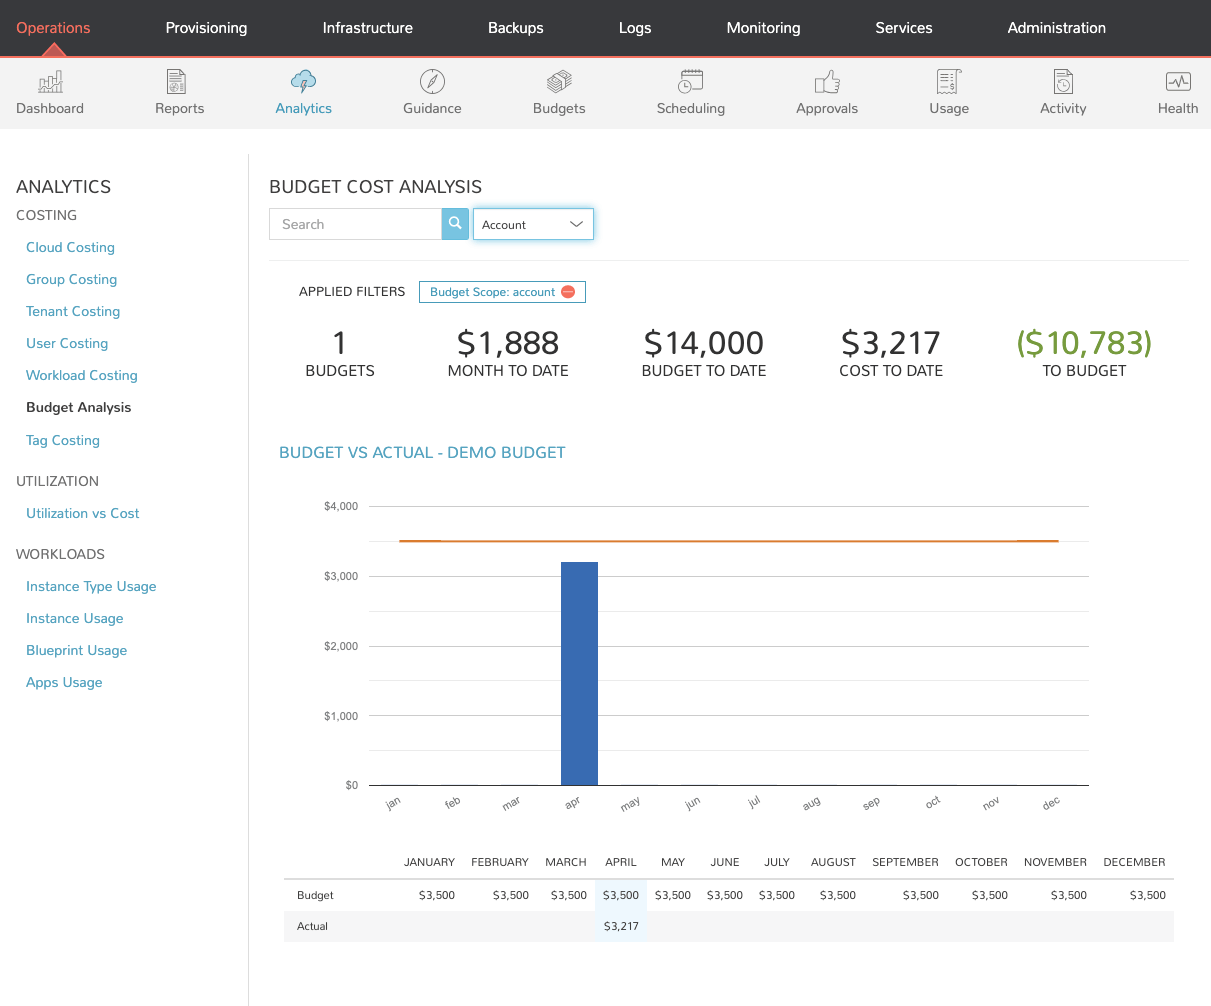 Operations Provisioning Infrastructure Backups Logs Monitoring Services Administration
Dashboard Reports Analytics Guidance Budgets Scheduling Approvals Usage Activity Health
ANALYTICS
COSTING
Cloud Costing
Group Costing
Tenant Costing
User Costing
Workload Costing
Budget Analysis
Tag Costing
UTILIZATION
Utilization vs Cost
WORKLOADS
Instance Type Usage
Instance Usage
Blueprint Usage
Apps Usage
BUDGET COST ANALYSIS
Search Account
APPLIED FILTERS Budget Scope: account
1 $1,888 $14,000 $3,217 ($10,783)
BUDGETS MONTH TO DATE BUDGET TO DATE COST TO DATE TO BUDGET
BUDGET VS ACTUAL - DEMO BUDGET
$4,000
$3,000
$2,000
$1,000
$0
jan feb mar apr may jun jul aug sep oct nov dec
JANUARY FEBRUARY MARCH APRIL MAY JUNE JULY AUGUST SEPTEMBER OCTOBER NOVEMBER DECEMBER
Budget $3,500 $3,500 $3,500 $3,500 $3,500 $3,500 $3,500 $3,500 $3,500 $3,500 $3,500 $3,500
Actual $3,217